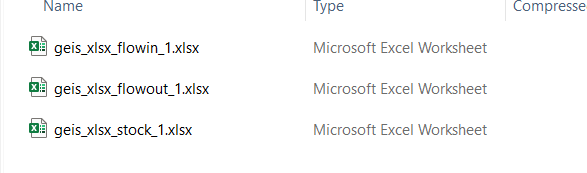 Name Type Compresse
geis_xlsx_flowin_1.xlsx Microsoft Excel Worksheet
geis_xlsx_flowout_1.xlsx Microsoft Excel Worksheet
geis_xlsx_stock_1.xlsx Microsoft Excel Worksheet